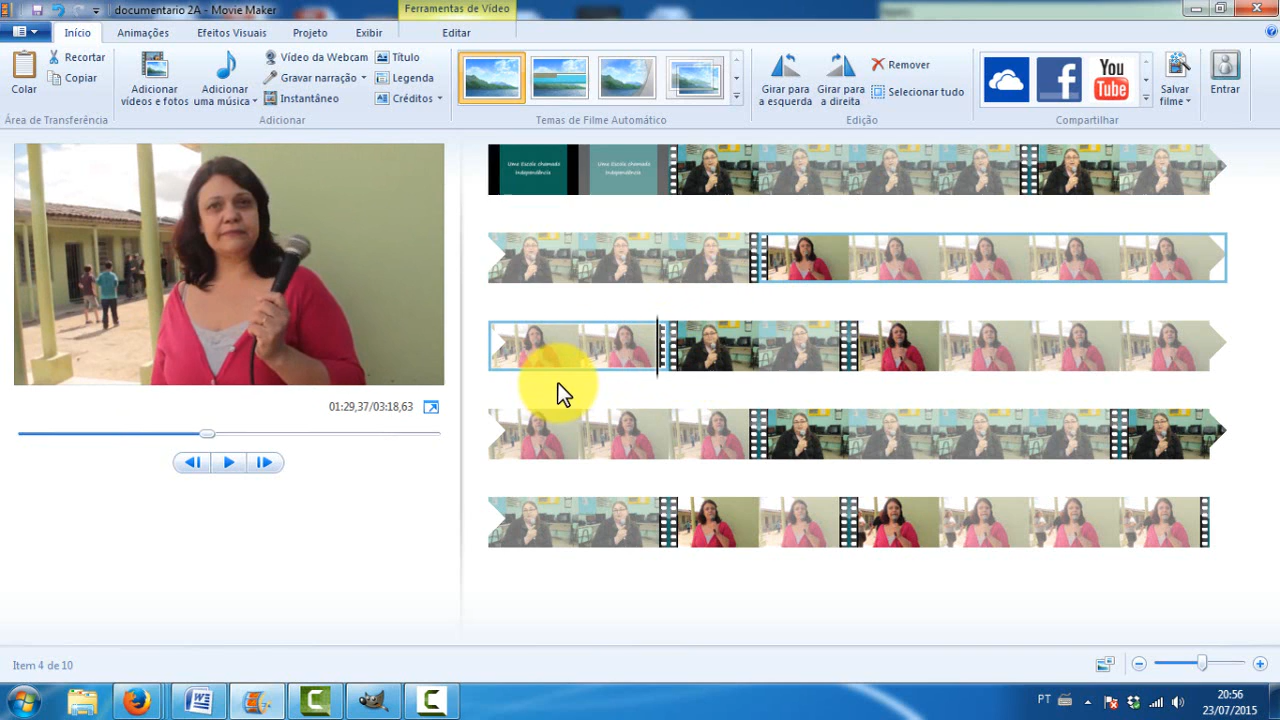 documentario 2A - Movie Maker
Ferramentas de Vídeo
Início
Animações
Efeitos Visuais
Projeto
Exibir
Editar
Colar
Recortar
Copiar
Área de Transferência
Adicionar
vídeos e fotos
Adicionar
uma música
Vídeo da Webcam
Gravar narração
Instantâneo
Título
Legenda
Créditos
Adicionar
Temas de Filme Automático
Girar para
a esquerda
Girar para
a direita
Remover
Selecionar tudo
Edição
You
Tube
Compartilhar
Salvar
filme
Entrar
Uma Escola chamada
Independência
Uma Escola chamada
Independência
01:29,37/03:18,63
Item 4 de 10
PT
20:56
23/07/2015